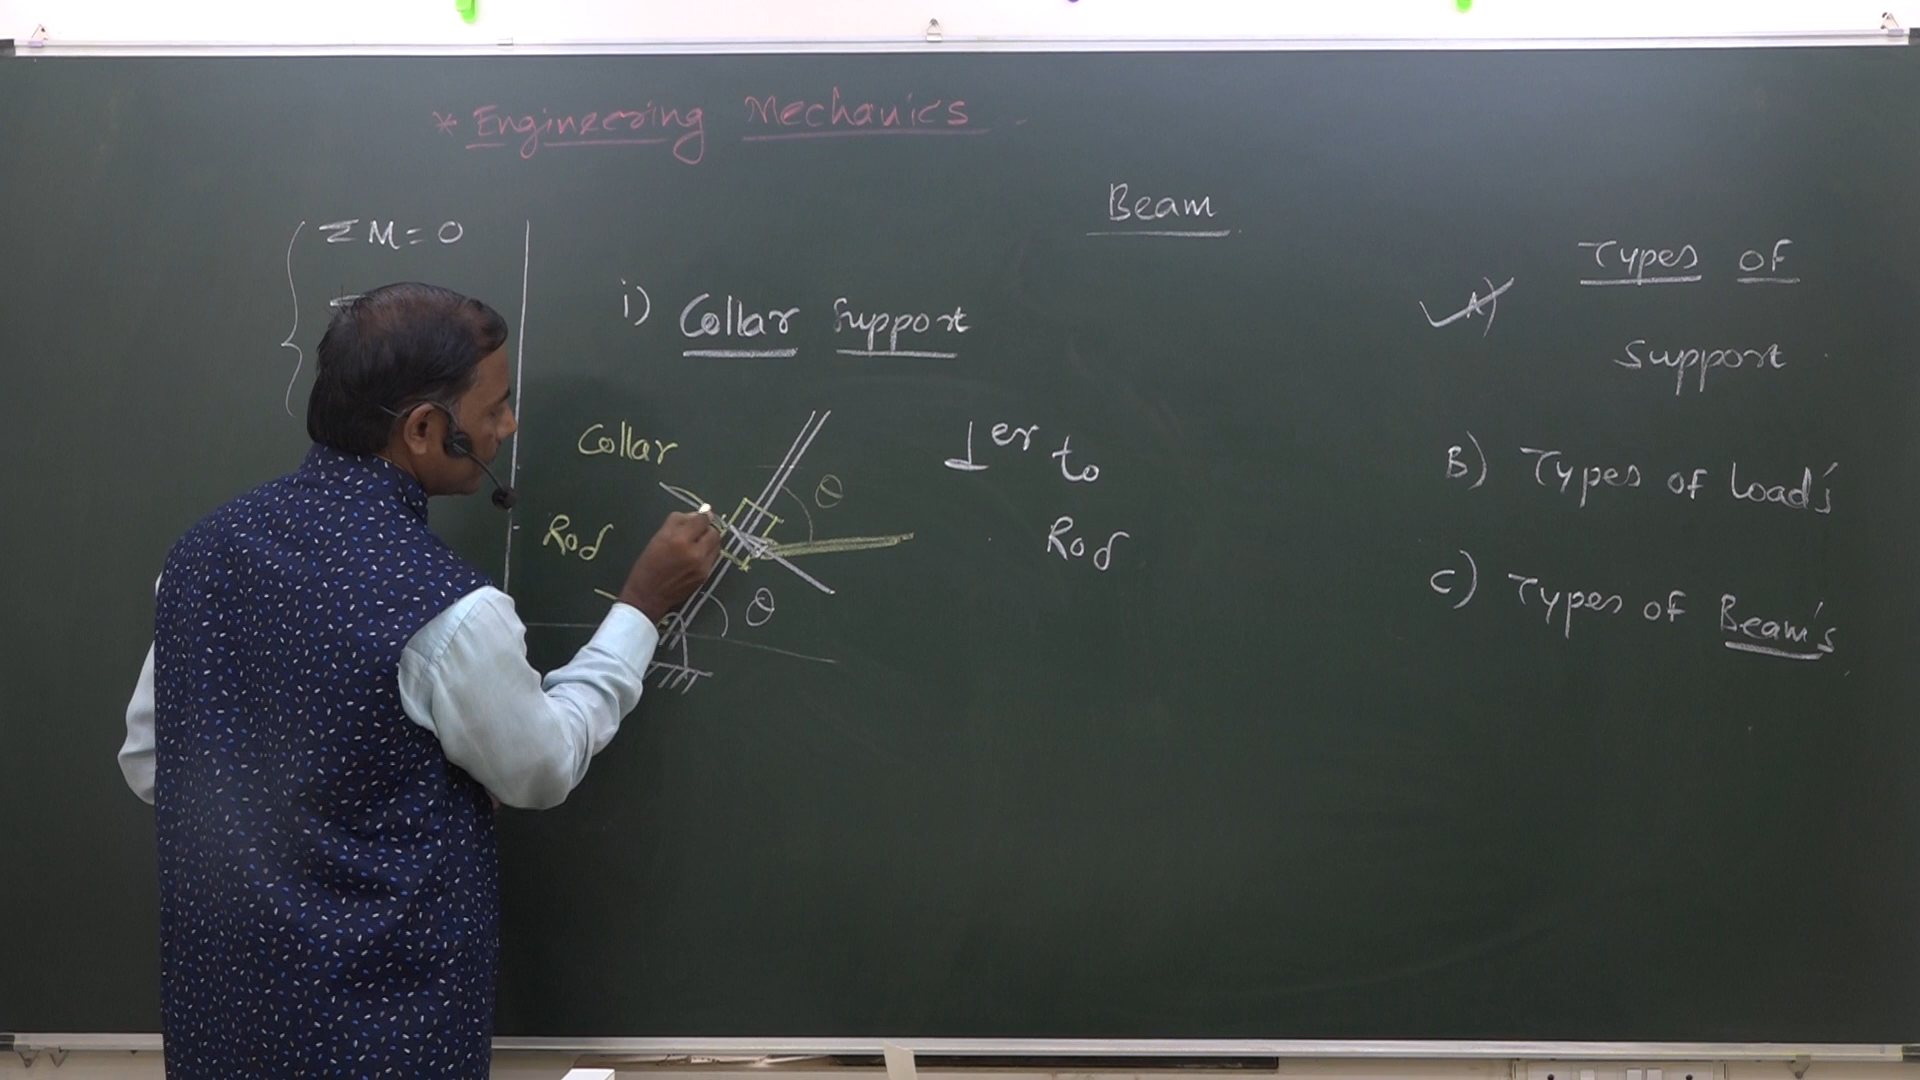 * Engineering Mechanics
Beam
ΣM=0
i) Collar Support
Collar
Rod
θ
θ
⊥er to
Rod
A) Types of
Support
B) Types of Load's
C) Types of Beam's